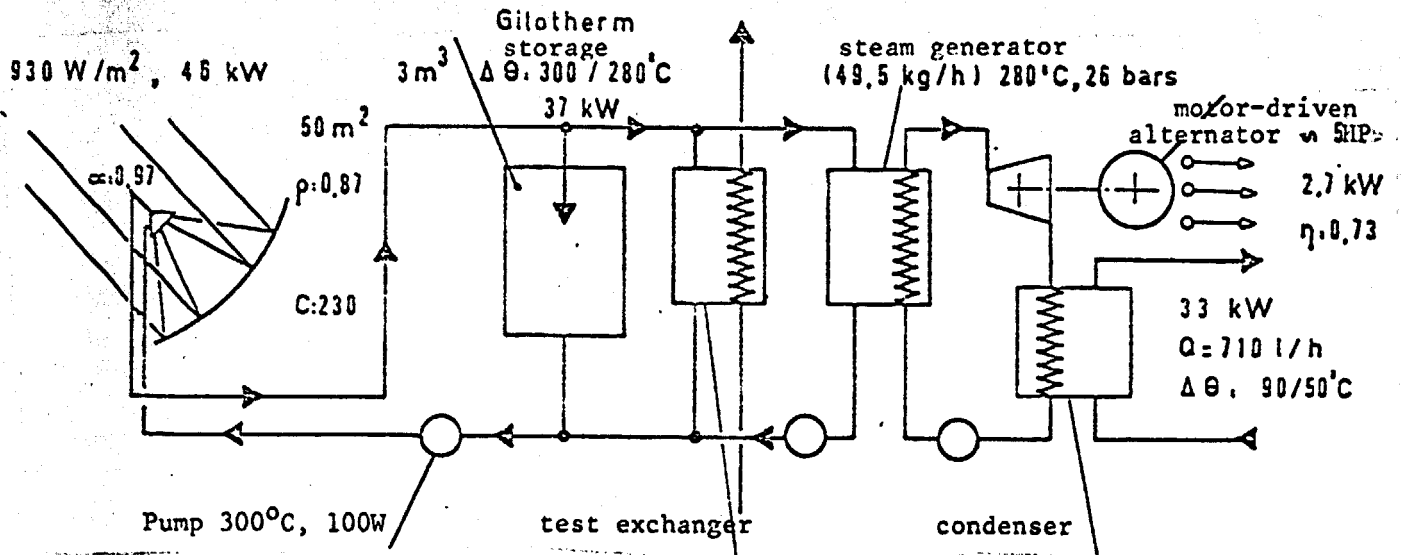 930 W/m², 46 kW
50 m²
α:0,97
ρ:0,87
C:230
Gilotherm
storage
3 m³ Δ θ: 300 / 280°C
37 kW
steam generator
(49,5 kg/h) 280°C, 26 bars
motor-driven
alternator ∿ 5HP
2,7 kW
η:0,73
33 kW
Q=710 l/h
Δ θ: 90/50°C
Pump 300°C, 100W
test exchanger
condenser